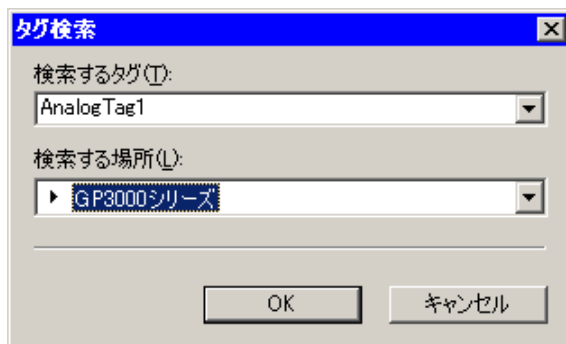 タグ検索
検索するタグ(T):
AnalogTag1
検索する場所(L):
GP3000シリーズ
OK
キャンセル